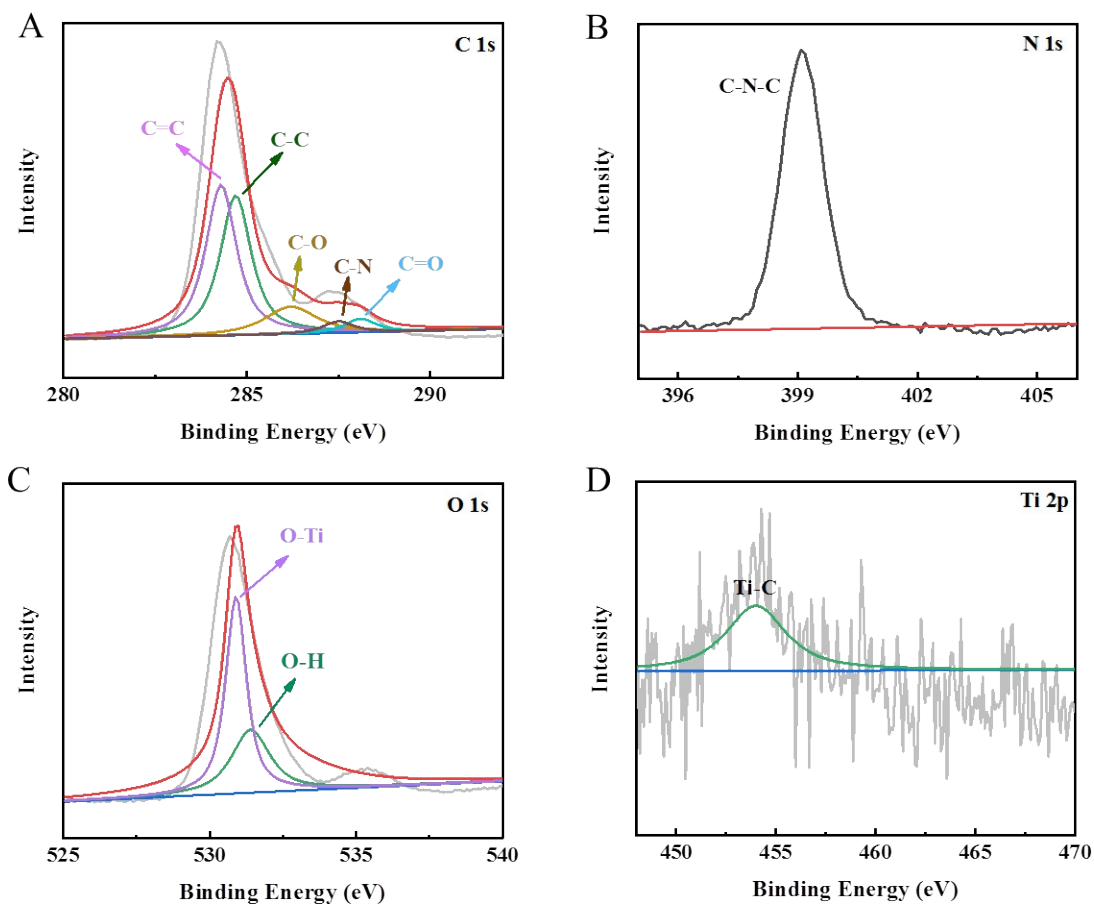 A
C 1s
C=C
C-C
C-O
C-N
C=O
Intensity
280
285
290
Binding Energy (eV)
B
N 1s
C-N-C
Intensity
396
399
402
405
Binding Energy (eV)
C
O 1s
O-Ti
O-H
Intensity
525
530
535
540
Binding Energy (eV)
D
Ti 2p
Ti-C
Intensity
450
455
460
465
470
Binding Energy (eV)